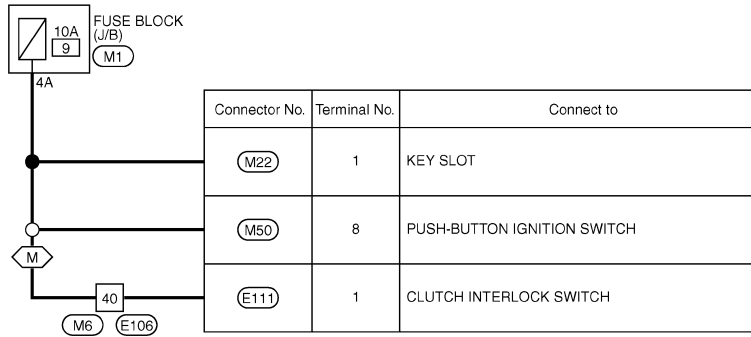 FUSE BLOCK
(J/B)
10A
9
M1
4A
Connector No. Terminal No. Connect to
M22 1 KEY SLOT
M50 8 PUSH-BUTTON IGNITION SWITCH
M
40 E111 1 CLUTCH INTERLOCK SWITCH
M6 E106